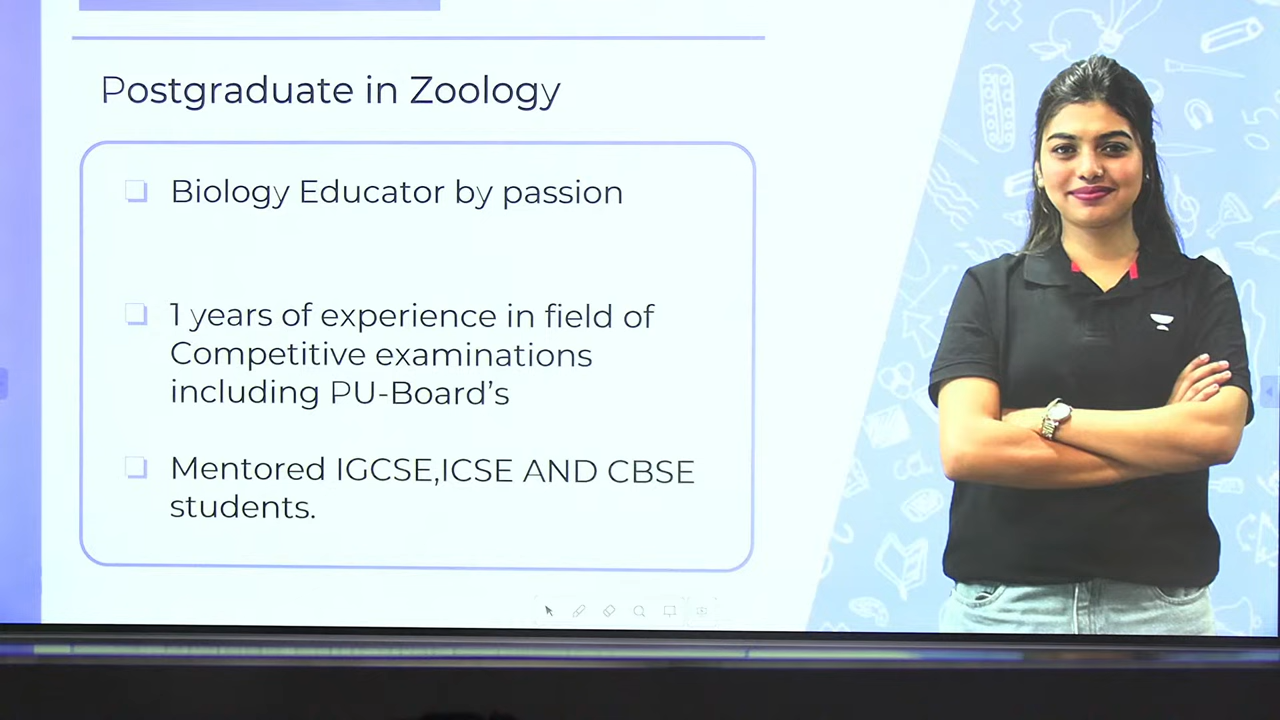 Postgraduate in Zoology
Biology Educator by passion
1 years of experience in field of
Competitive examinations
including PU-Board's
Mentored IGCSE,ICSE AND CBSE
students.